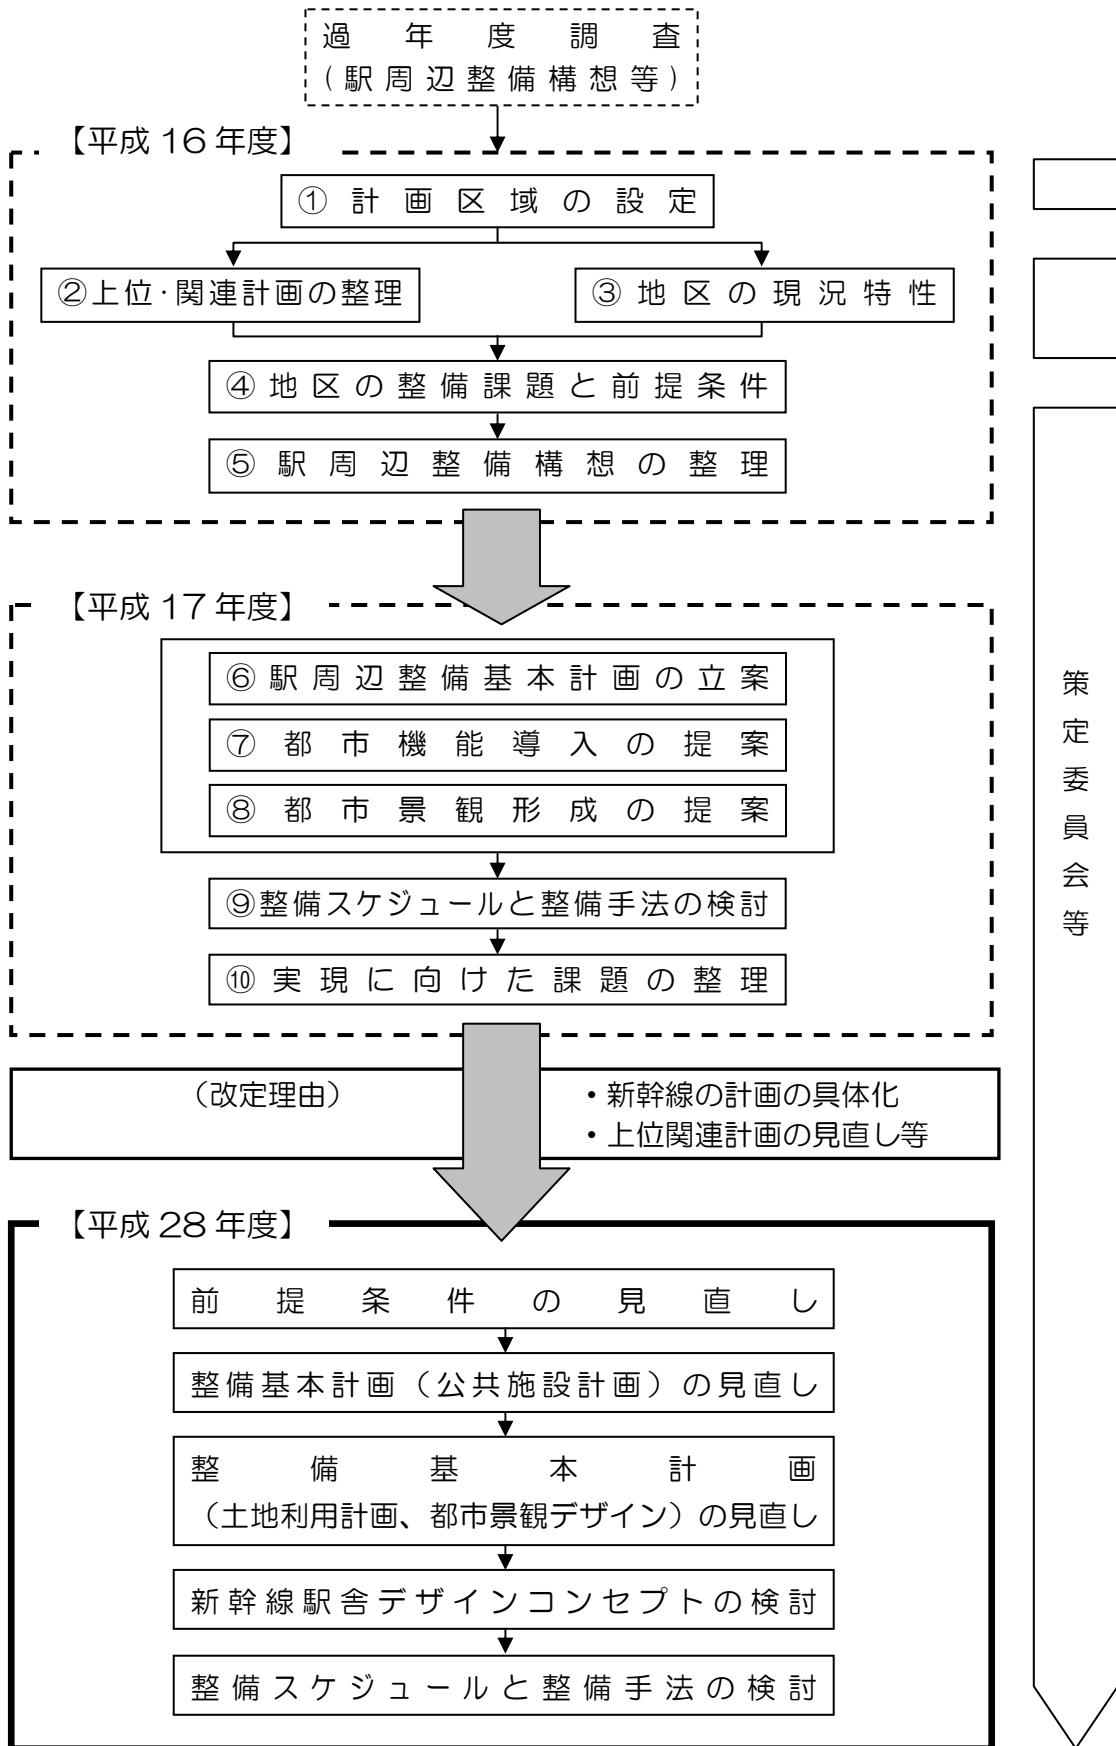 過年度調査
(駅周辺整備構想等)
【平成16年度】
①計画区域の設定
②上位・関連計画の整理
③地区の現況特性
④地区の整備課題と前提条件
⑤駅周辺整備構想の整理
【平成17年度】
⑥駅周辺整備基本計画の立案
⑦都市機能導入の提案
⑧都市景観形成の提案
⑨整備スケジュールと整備手法の検討
⑩実現に向けた課題の整理
(改定理由)
・新幹線の計画の具体化
・上位関連計画の見直し等
【平成28年度】
前提条件の見直し
整備基本計画(公共施設計画)の見直し
整備基本計画
(土地利用計画、都市景観デザイン)の見直し
新幹線駅舎デザインコンセプトの検討
整備スケジュールと整備手法の検討
策定委員会等